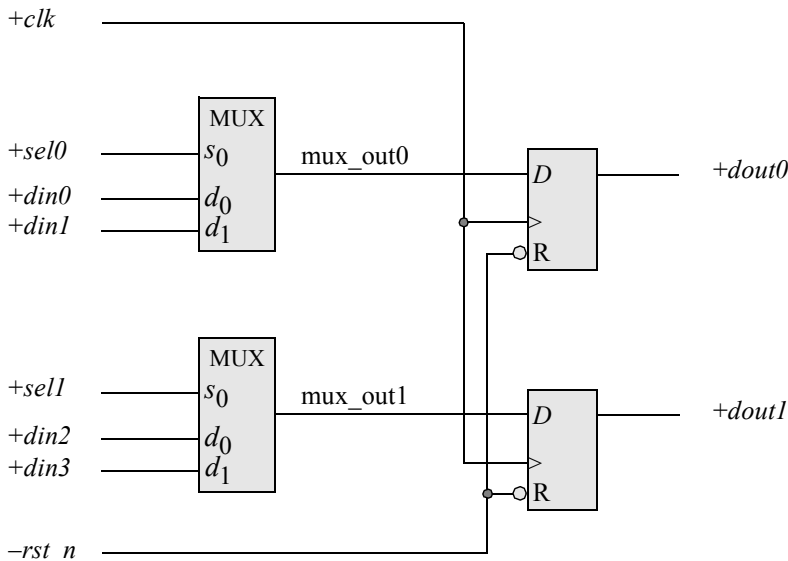 +clk
MUX
+sel0
s0
mux_out0
D
+dout0
+din0
d0
+din1
d1
R
MUX
+sel1
s0
mux_out1
D
+dout1
+din2
d0
+din3
d1
R
–rst n